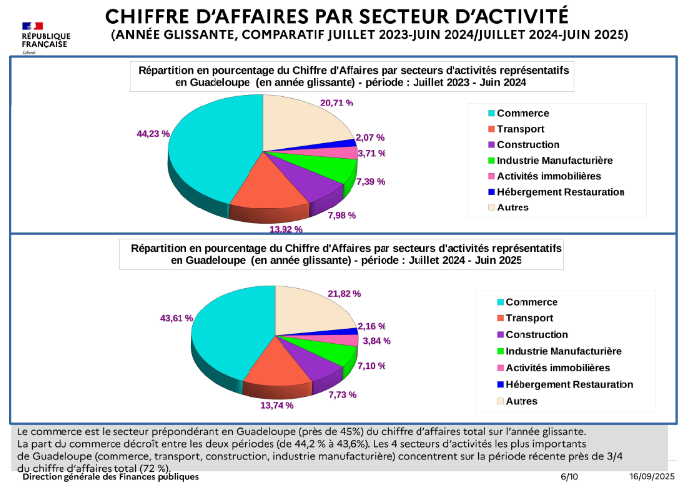 CHIFFRE D’AFFAIRES PAR SECTEUR D’ACTIVITÉ
(ANNÉE GLISSANTE, COMPARATIF JUILLET 2023-JUIN 2024/JUILLET 2024-JUIN 2025)
RÉPUBLIQUE
FRANÇAISE
Liberté
Répartition en pourcentage du Chiffre d'Affaires par secteurs d'activités représentatifs
en Guadeloupe (en année glissante) - période : Juillet 2023 - Juin 2024
20,71 %
44,23 %
2,07 %
3,71 %
7,39 %
7,98 %
13,92 %
Commerce
Transport
Construction
Industrie Manufacturière
Activités immobilières
Hébergement Restauration
Autres
Répartition en pourcentage du Chiffre d'Affaires par secteurs d'activités représentatifs
en Guadeloupe (en année glissante) - période : Juillet 2024 - Juin 2025
21,82 %
43,61 %
2,16 %
3,84 %
7,10 %
7,73 %
13,74 %
Commerce
Transport
Construction
Industrie Manufacturière
Activités immobilières
Hébergement Restauration
Autres
Le commerce est le secteur prépondérant en Guadeloupe (près de 45%) du chiffre d’affaires total sur l’année glissante.
La part du commerce décroît entre les deux périodes (de 44,2 % à 43,6%). Les 4 secteurs d’activités les plus importants
de Guadeloupe (commerce, transport, construction, industrie manufacturière) concentrent sur la période récente près de 3/4
du chiffre d’affaires total (72 %).
Direction générale des Finances publiques
6/10
16/09/2025